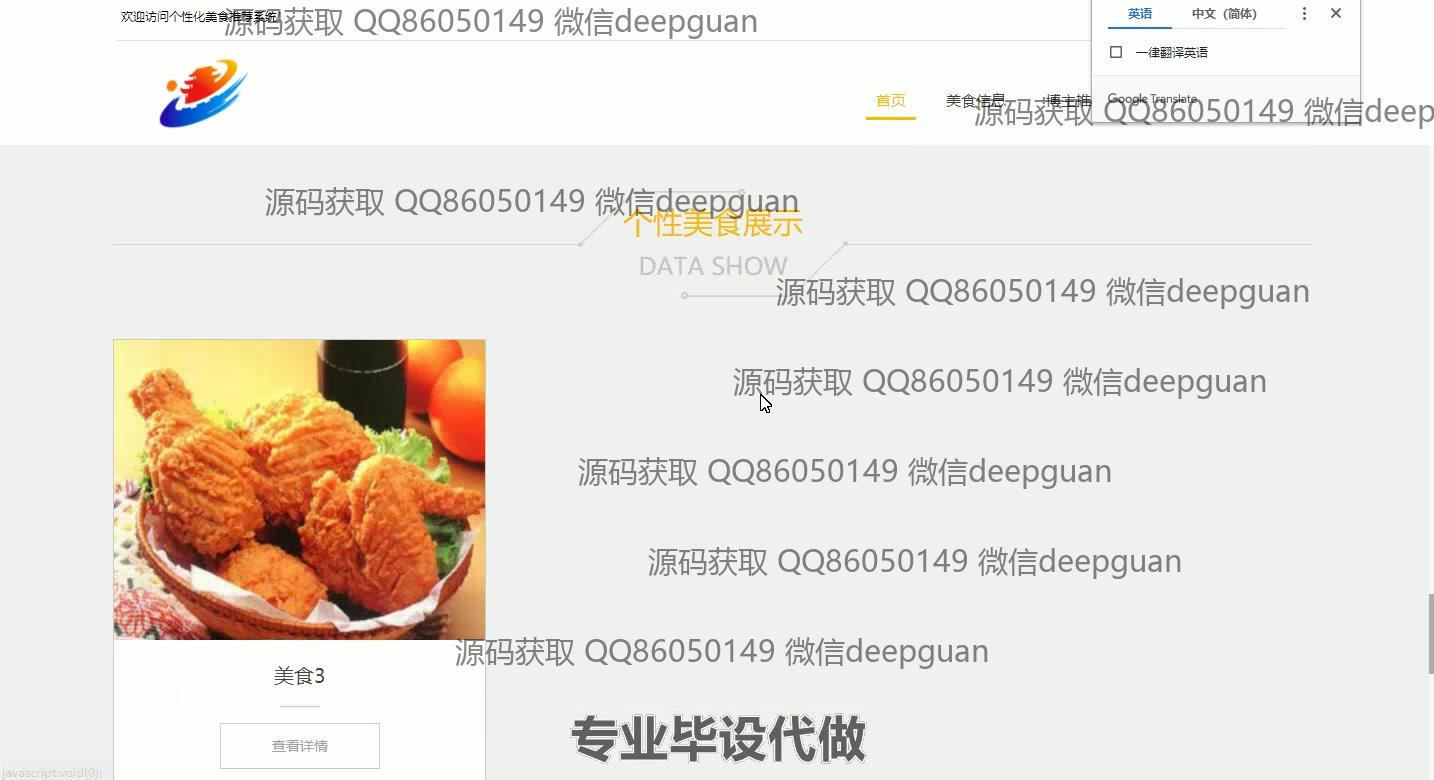 欢迎访问个性化美食推荐系统!
源码获取 QQ86050149 微信deepguan
英语 中文（简体）
一律翻译英语
Google Translate
首页 美食信息 博主推
源码获取 QQ86050149 微信deep
源码获取 QQ86050149 微信deepguan
个性美食展示
DATA SHOW
源码获取 QQ86050149 微信deepguan
源码获取 QQ86050149 微信deepguan
源码获取 QQ86050149 微信deepguan
源码获取 QQ86050149 微信deepguan
源码获取 QQ86050149 微信deepguan
美食3
专业毕设代做
查看详情
javascript:void(0);